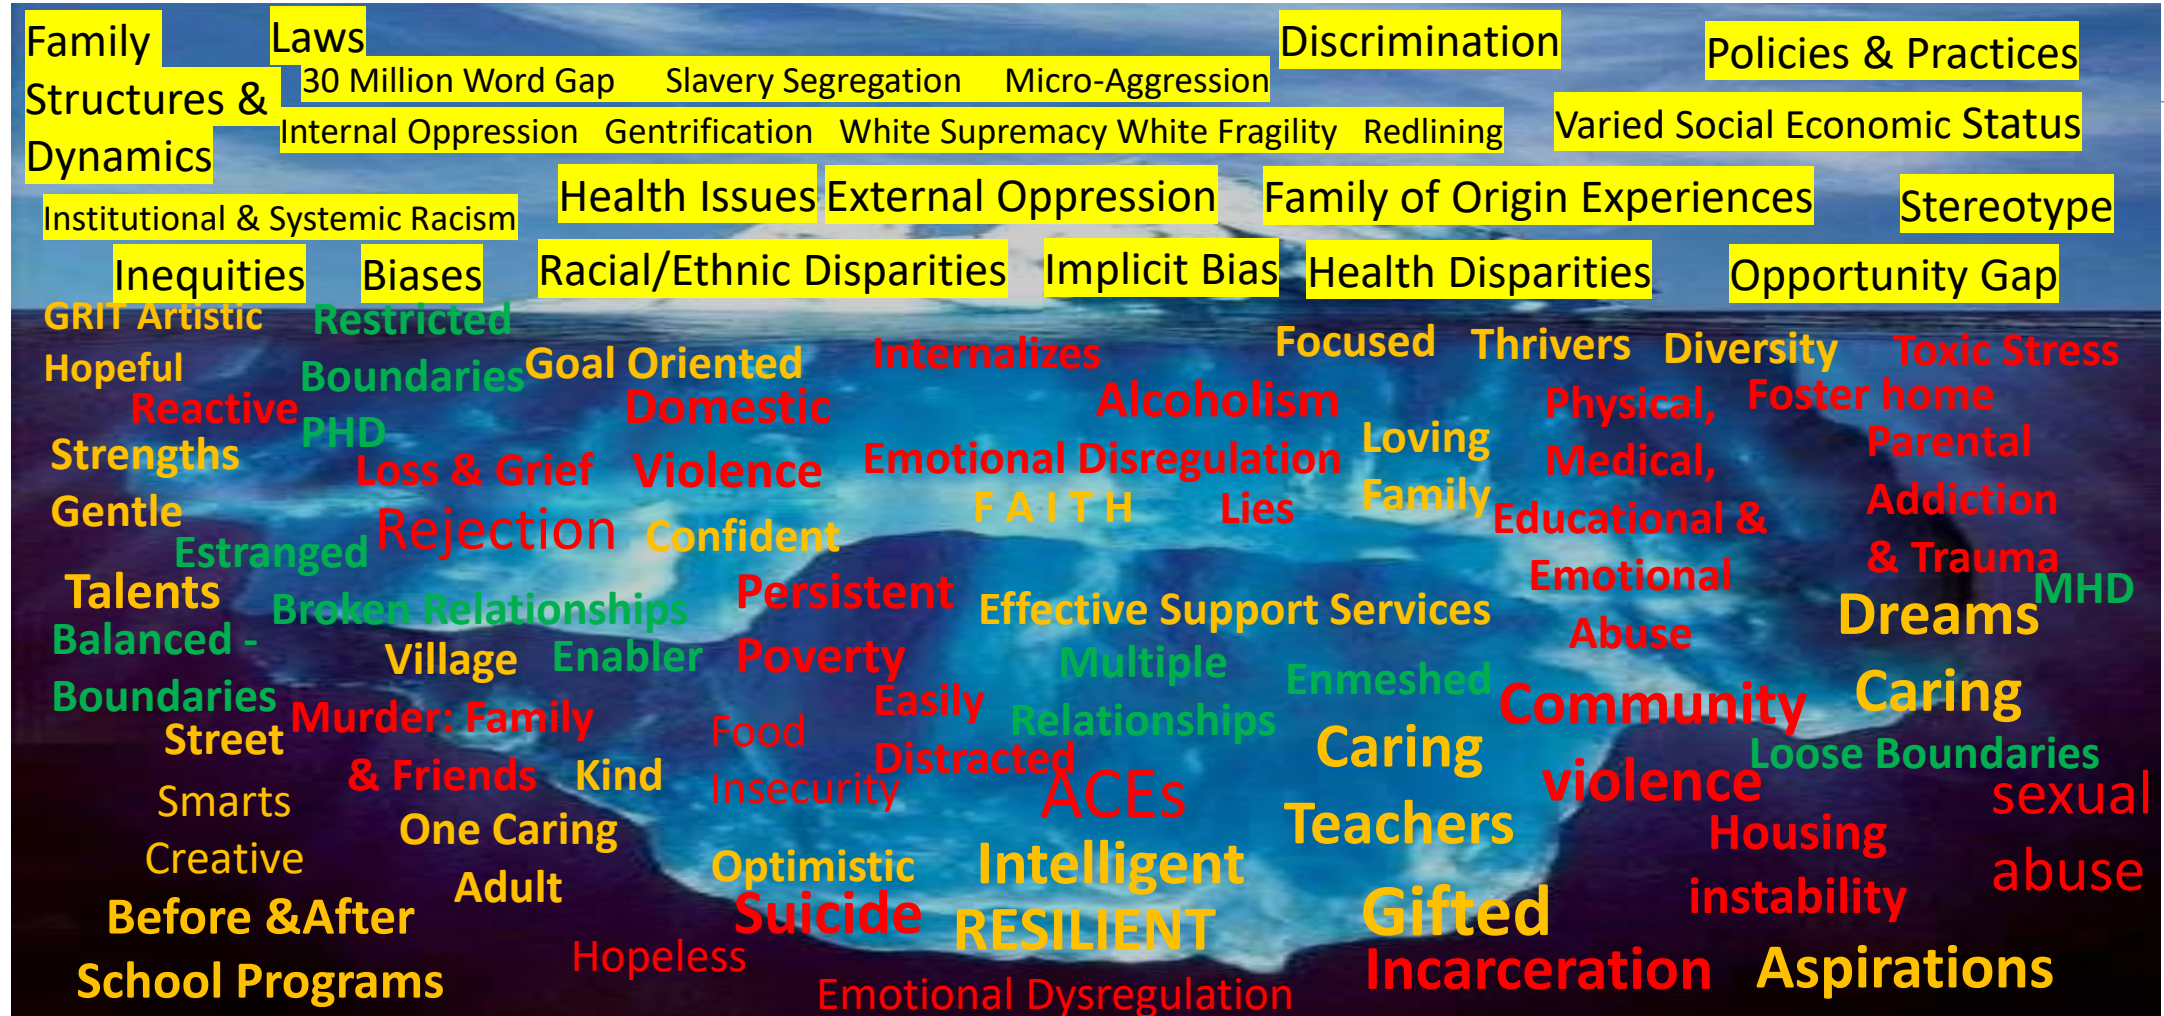 Family
Structures &
Dynamics
Laws
30 Million Word Gap Slavery Segregation Micro-Aggression
Discrimination
Policies & Practices
Internal Oppression Gentrification White Supremacy White Fragility Redlining
Varied Social Economic Status
Institutional & Systemic Racism
Health Issues
External Oppression
Family of Origin Experiences
Stereotype
Inequities
Biases
Racial/Ethnic Disparities
Implicit Bias
Health Disparities
Opportunity Gap
GRIT Artistic
Hopeful
Restricted
Boundaries
PHD
Reactive
Goal Oriented
Domestic
Violence
Internalizes
Alcoholism
Focused
Thrivers
Diversity
Toxic Stress
Foster home
Physical,
Medical,
Educational &
Emotional
Abuse
Parental
Addiction
& Trauma
Strengths
Gentle
Loss & Grief
Rejection
Emotional Disregulation
Loving
Family
F A I T H
Lies
Confident
Estranged
Talents
Broken Relationships
Persistent
Poverty
Effective Support Services
MHD
Dreams
Balanced -
Boundaries
Village
Enabler
Multiple
Relationships
Enmeshed
Caring
Easily
Distracted
Community
violence
Street
Smarts
Creative
Murder: Family
& Friends
Kind
Food
Insecurity
ACEs
Caring
Teachers
Loose Boundaries
sexual
abuse
Housing
instability
One Caring
Adult
Optimistic
Intelligent
Before &After
School Programs
Suicide
RESILIENT
Gifted
Hopeless
Emotional Dysregulation
Incarceration
Aspirations